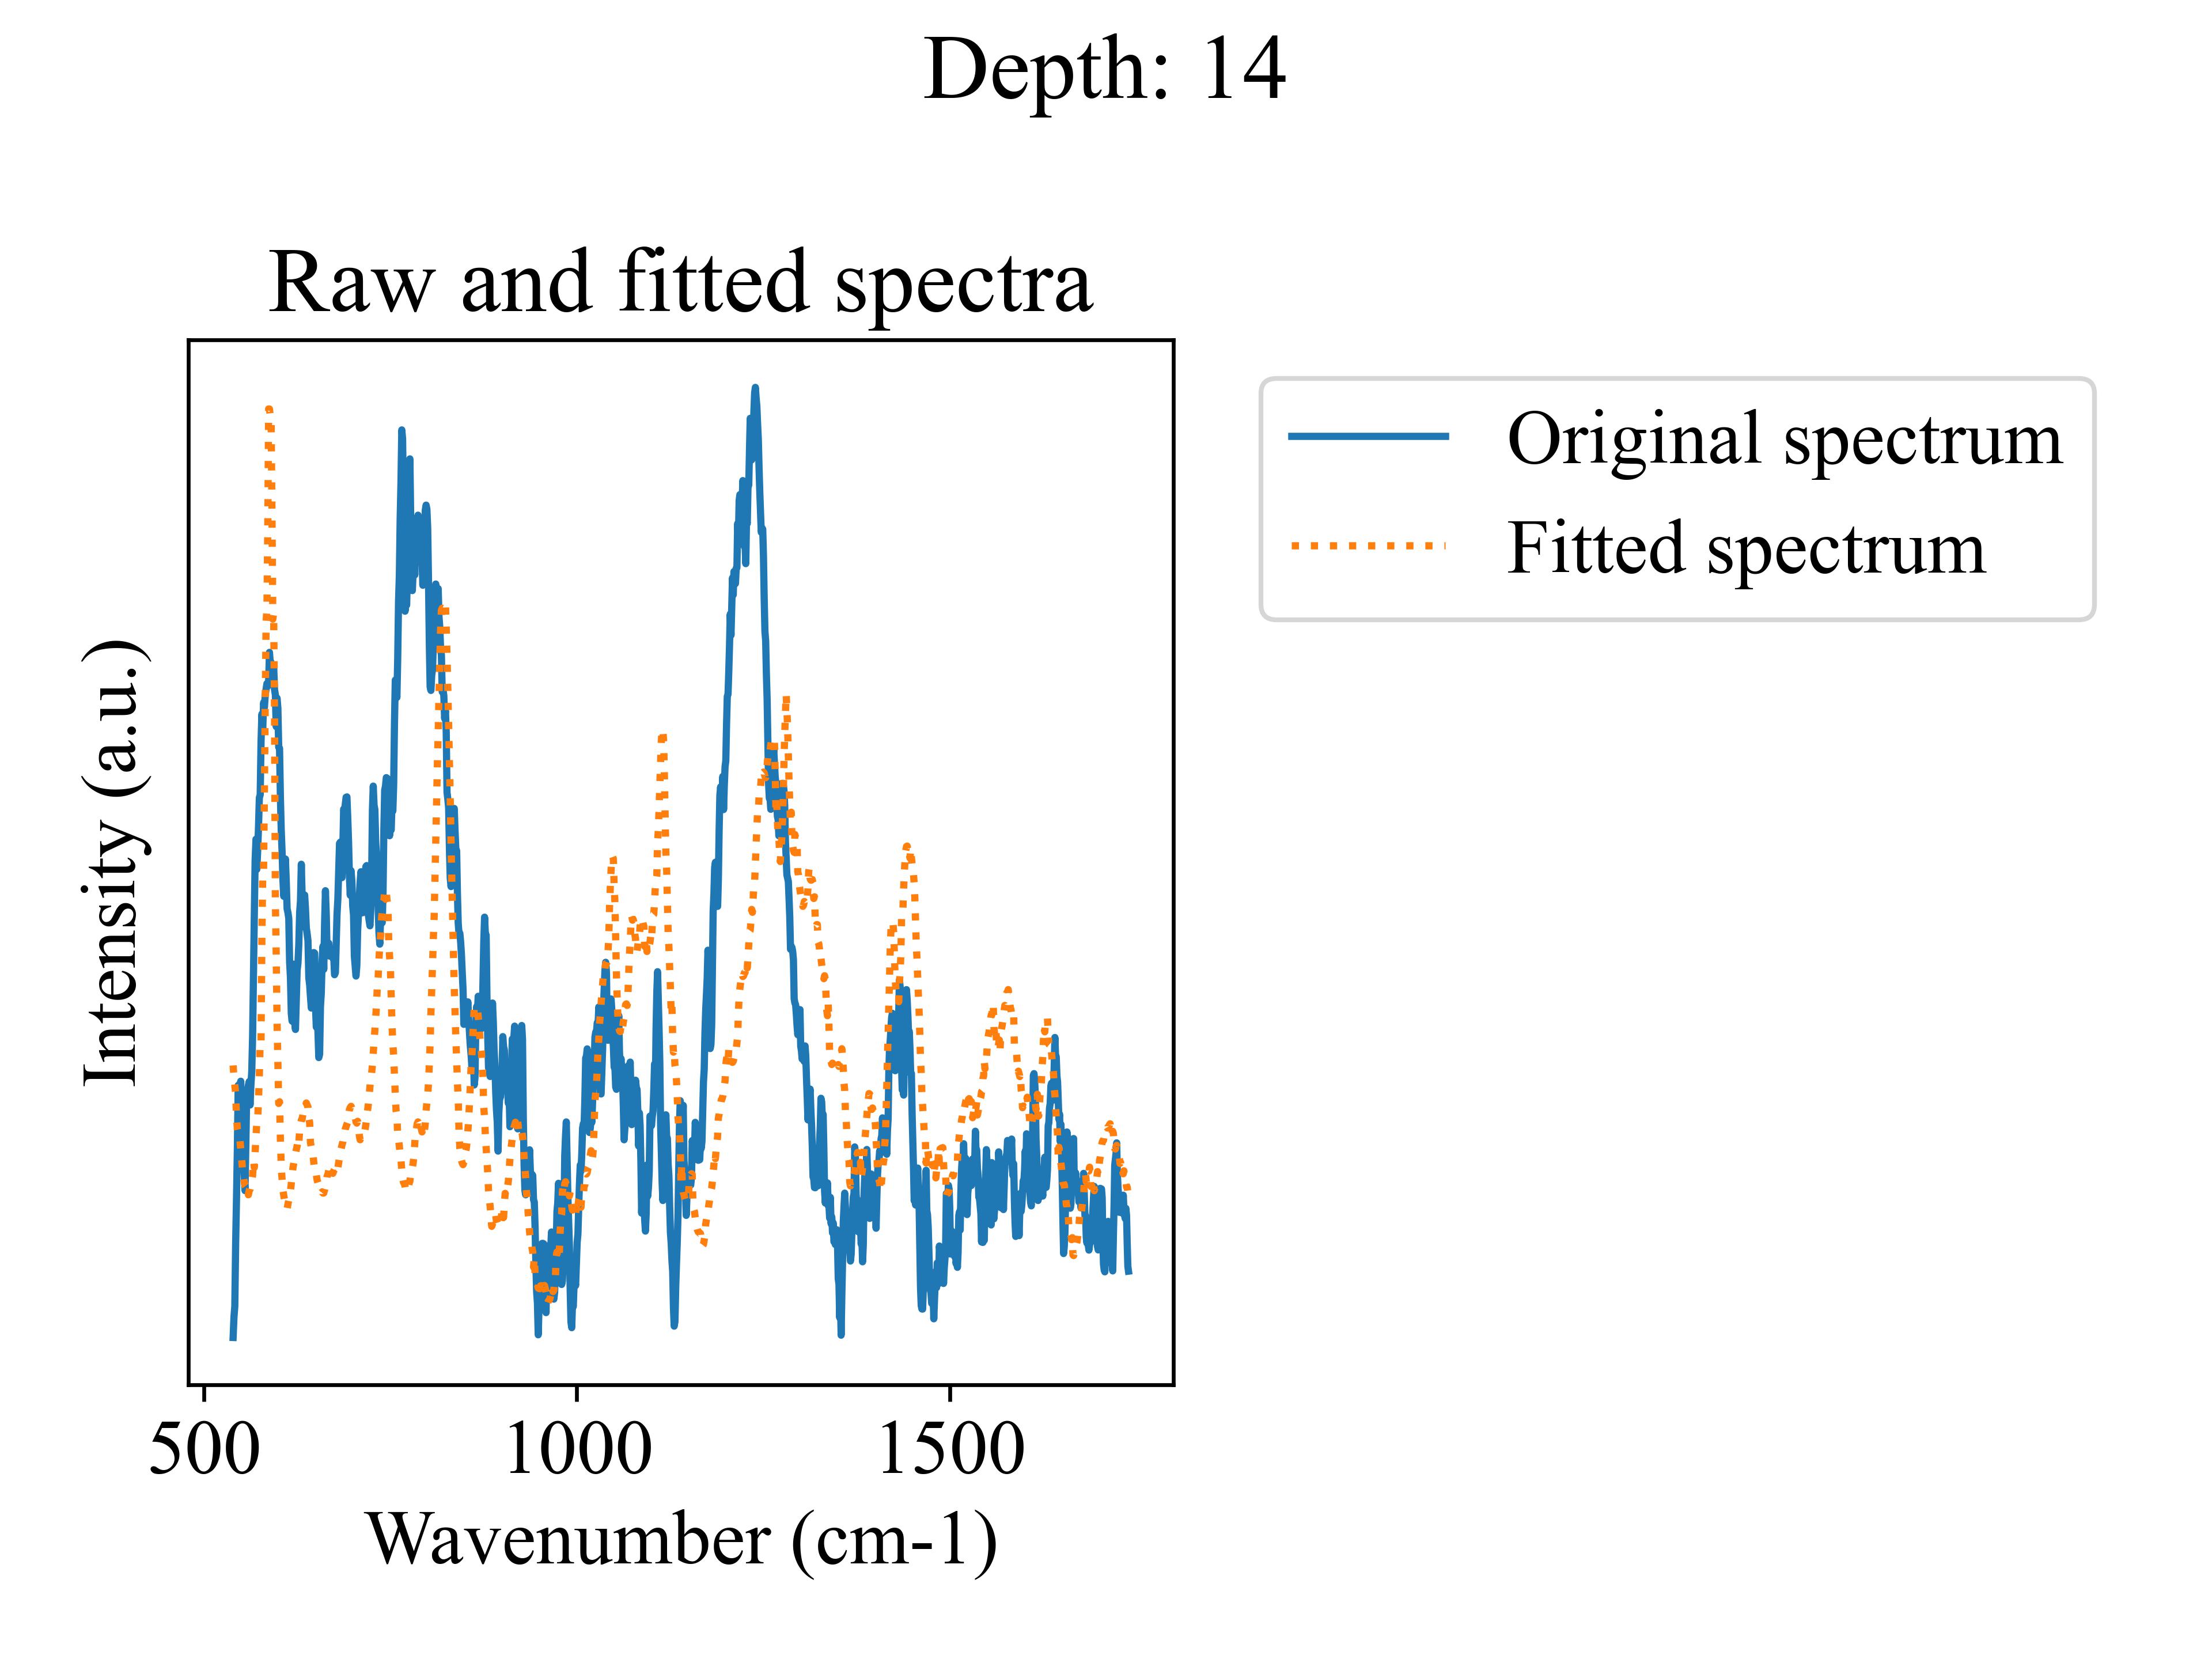 Depth: 14
Raw and fitted spectra
Original spectrum
Fitted spectrum
Intensity (a.u.)
500 1000 1500
Wavenumber (cm-1)